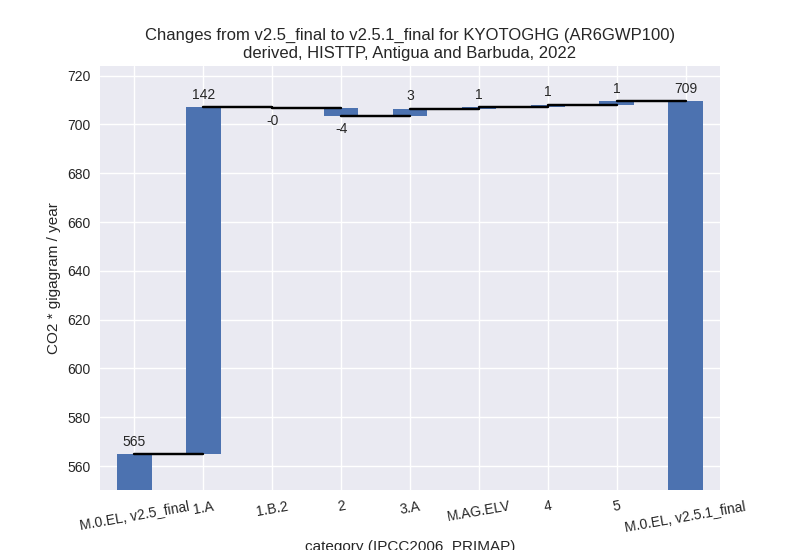 Changes from v2.5_final to v2.5.1_final for KYOTOGHG (AR6GWP100)
derived, HISTTP, Antigua and Barbuda, 2022
720
700
680
660
640
620
600
580
560
CO2 * gigagram / year
565
142
-0
-4
3
1
1
1
709
M.0.EL, v2.5_final
1.A
1.B.2
2
3.A
M.AG.ELV
4
5
M.0.EL, v2.5.1_final
category (IPCC2006_PRIMAP)